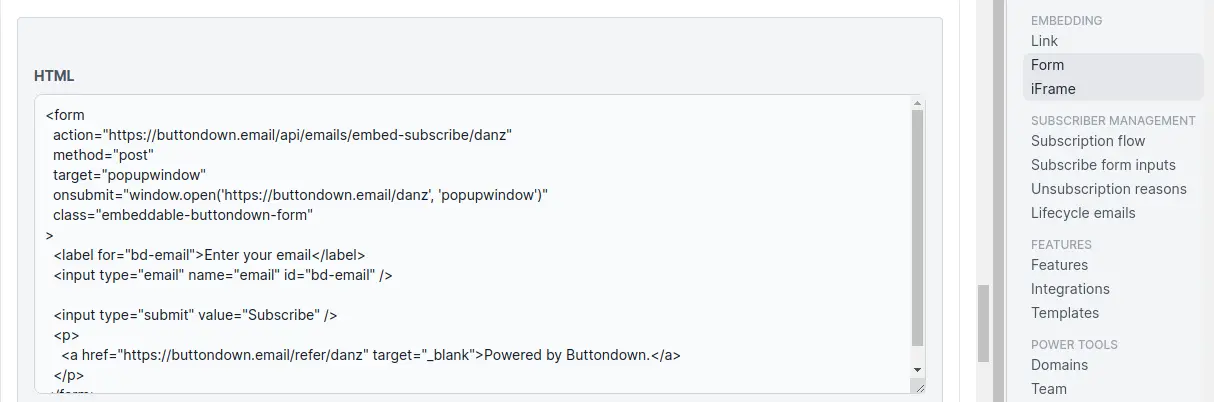 HTML
<form
action="https://buttondown.email/api/emails/embed-subscribe/danz"
method="post"
target="popupwindow"
onsubmit="window.open('https://buttondown.email/danz', 'popupwindow')"
class="embeddable-buttondown-form"
>
<label for="bd-email">Enter your email</label>
<input type="email" name="email" id="bd-email" />
<input type="submit" value="Subscribe" />
<p>
<a href="https://buttondown.email/refer/danz" target="_blank">Powered by Buttondown.</a>
</p>
EMBEDDING
Link
Form
iFrame
SUBSCRIBER MANAGEMENT
Subscription flow
Subscribe form inputs
Unsubscription reasons
Lifecycle emails
FEATURES
Features
Integrations
Templates
POWER TOOLS
Domains
Team